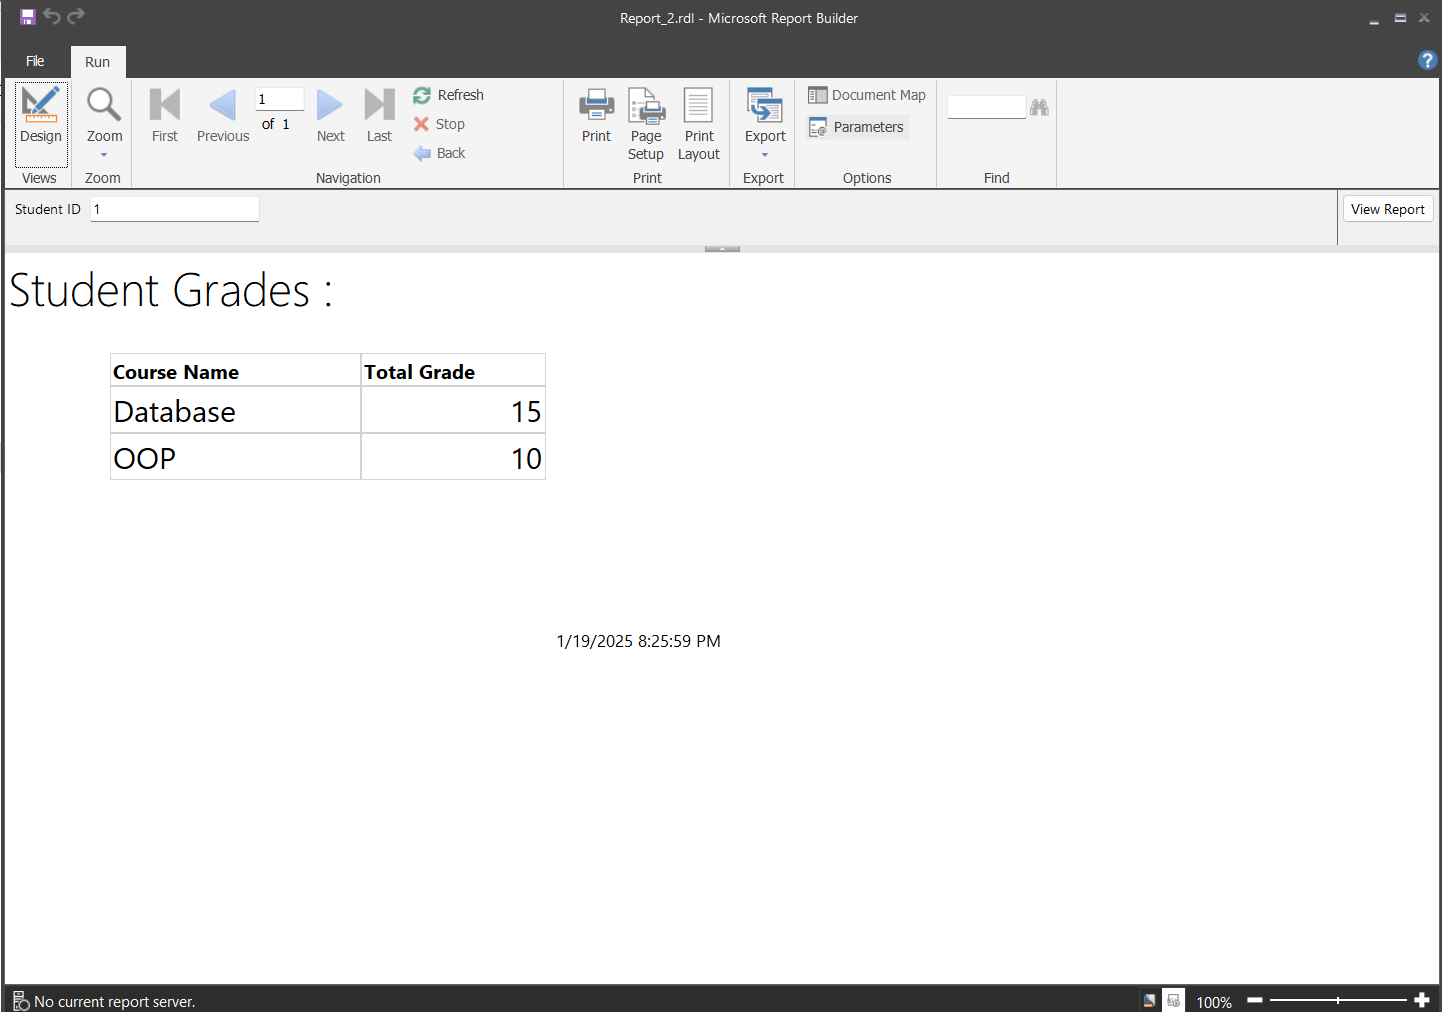 Report_2.rdl - Microsoft Report Builder
File
Run
?
Design
Zoom
First
Previous
1
of 1
Next
Last
Refresh
Stop
Back
Print
Page Setup
Print Layout
Export
Document Map
Parameters
Views
Zoom
Navigation
Print
Export
Options
Find
Student ID 1
View Report
Student Grades :
Course Name Total Grade
Database 15
OOP 10
1/19/2025 8:25:59 PM
No current report server.
100%